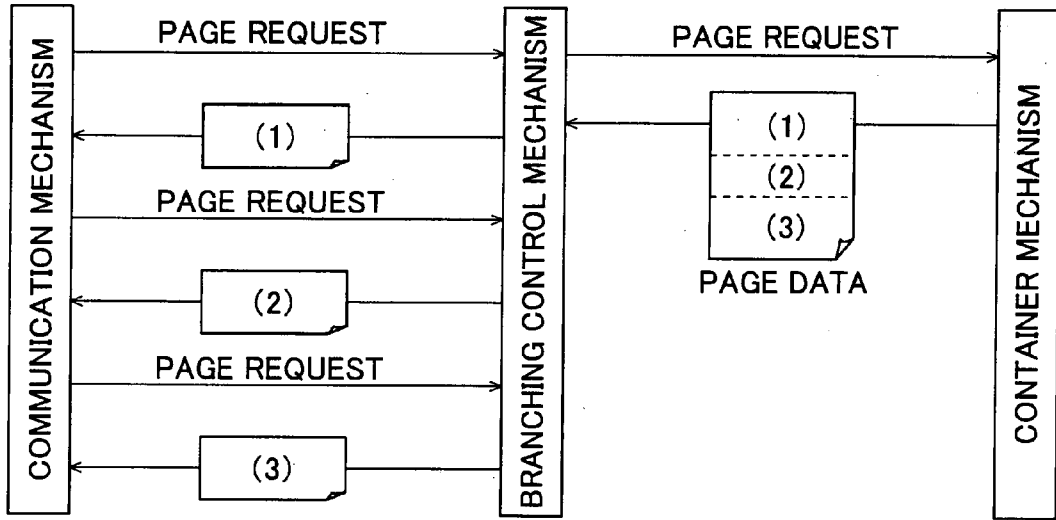 COMMUNICATION MECHANISM
PAGE REQUEST
(1)
PAGE REQUEST
(2)
PAGE REQUEST
(3)
BRANCHING CONTROL MECHANISM
PAGE REQUEST
(1)
(2)
(3)
PAGE DATA
CONTAINER MECHANISM